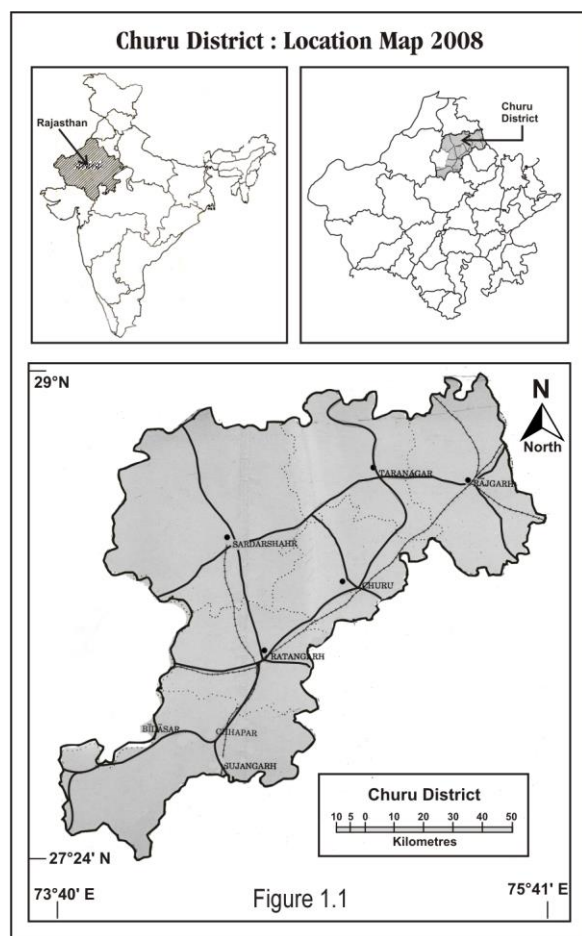 Churu District : Location Map 2008
Rajasthan
Churu
District
29°N
N
North
TARANAGAR
RAJGARH
SARDARSHAHR
CHURU
RATANGARH
BIDĀSAR
CHHAPAR
SUJANGARH
Churu District
10 5 0 10 20 30 40 50
Kilometres
27°24' N
73°40' E
Figure 1.1
75°41' E